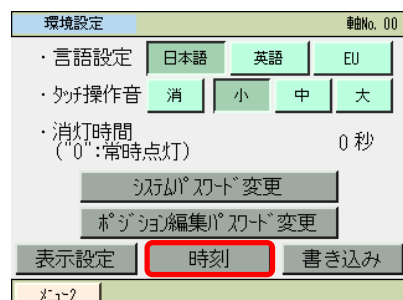 環境設定 軸No. 00
・言語設定 日本語 英語 EU
・ﾀｯﾁ操作音 消 小 中 大
・消灯時間 0 秒
("0":常時点灯)
ｼｽﾃﾑﾊﾟｽﾜｰﾄﾞ変更
ﾎﾟｼﾞｼｮﾝ編集ﾊﾟｽﾜｰﾄﾞ変更
表示設定 時刻 書き込み
ﾒﾆｭｰ2